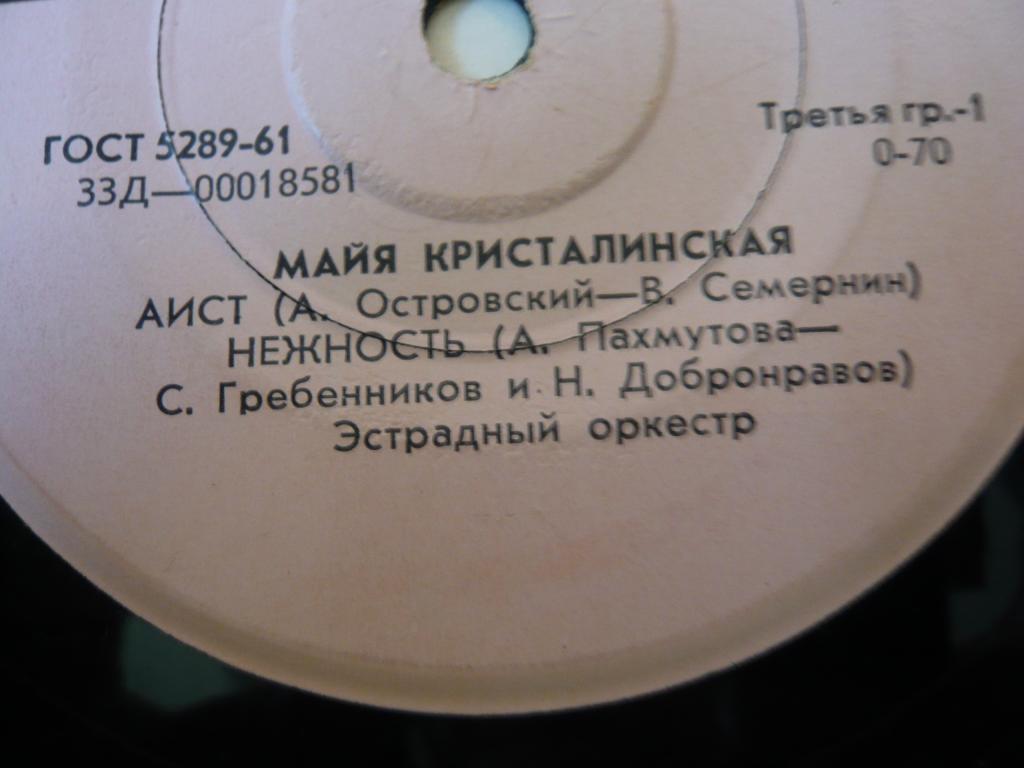 ГОСТ 5289-61
Третья гр.-1
33Д—00018581
0-70
МАЙЯ КРИСТАЛИНСКАЯ
АИСТ (А. Островский—В. Семернин)
НЕЖНОСТЬ (А. Пахмутова—
С. Гребенников и Н. Добронравов)
Эстрадный оркестр